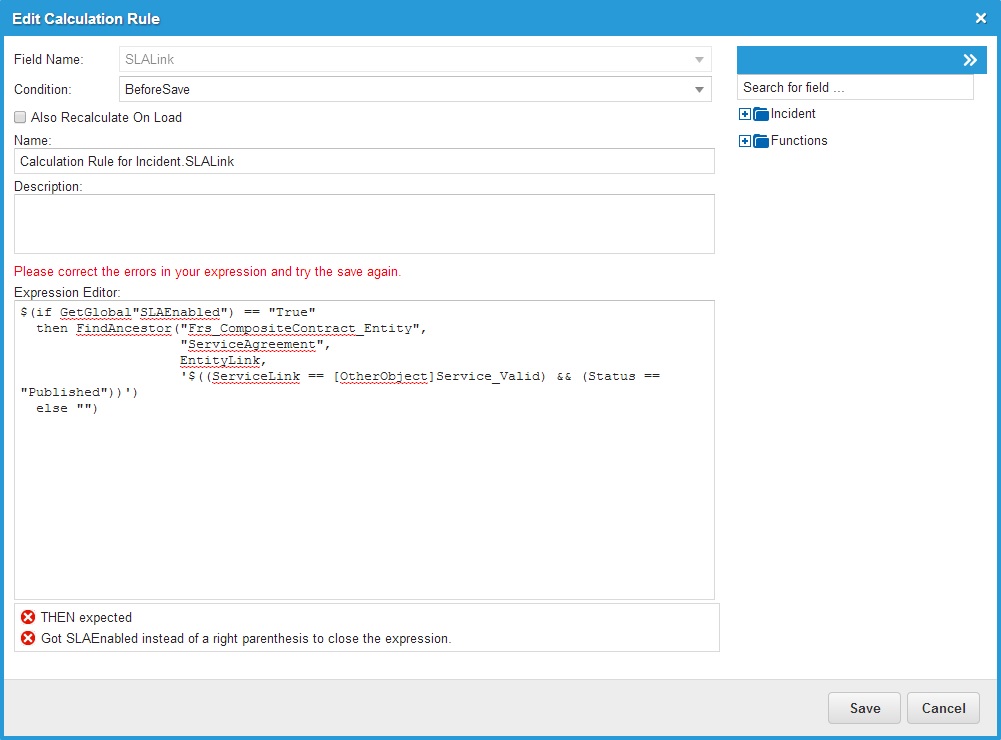 Edit Calculation Rule
Field Name:
SLALink
Condition:
BeforeSave
Also Recalculate On Load
Name:
Calculation Rule for Incident.SLALink
Description:
Please correct the errors in your expression and try the save again.
Expression Editor:
$(if GetGlobal"SLAEnabled") == "True"
then FindAncestor("Frs_CompositeContract_Entity",
"ServiceAgreement",
EntityLink,
'$((ServiceLink == [OtherObject]Service_Valid) && (Status ==
"Published"))')
else "")
THEN expected
Got SLAEnabled instead of a right parenthesis to close the expression.
Search for field ...
Incident
Functions
Save
Cancel